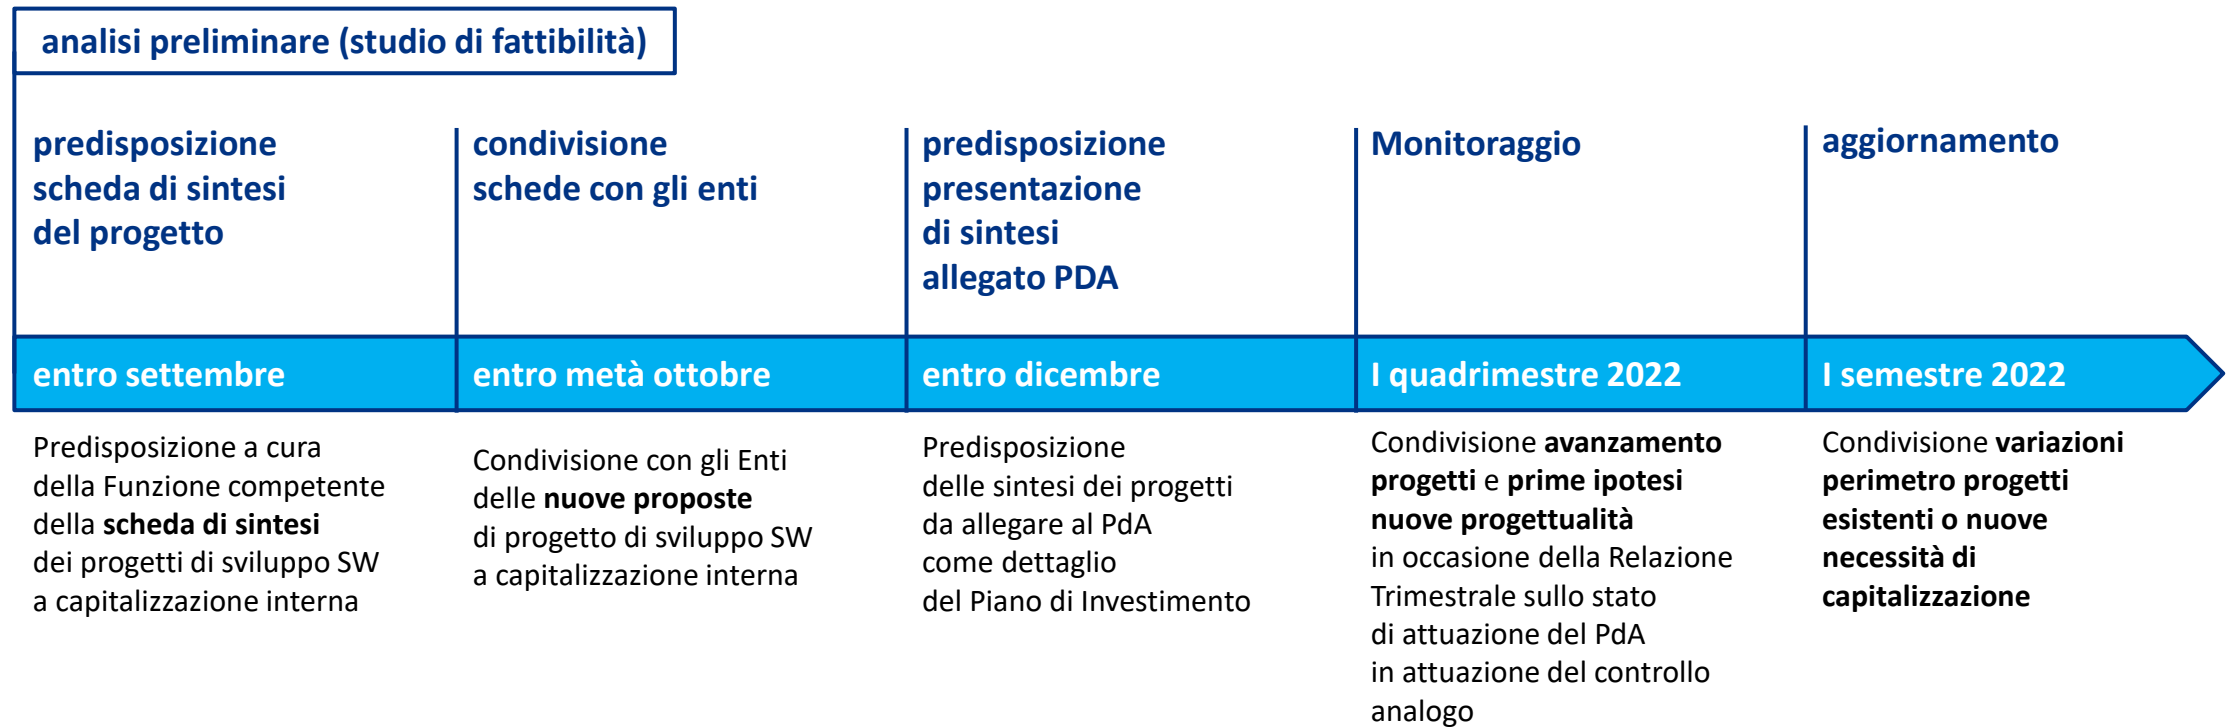 analisi preliminare (studio di fattibilità)
predisposizione
scheda di sintesi
del progetto
condivisione
schede con gli enti
predisposizione
presentazione
di sintesi
allegato PDA
Monitoraggio
aggiornamento
entro settembre
entro metà ottobre
entro dicembre
I quadrimestre 2022
I semestre 2022
Predisposizione a cura
della Funzione competente
della scheda di sintesi
dei progetti di sviluppo SW
a capitalizzazione interna
Condivisione con gli Enti
delle nuove proposte
di progetto di sviluppo SW
a capitalizzazione interna
Predisposizione
delle sintesi dei progetti
da allegare al PdA
come dettaglio
del Piano di Investimento
Condivisione avanzamento
progetti e prime ipotesi
nuove progettualità
in occasione della Relazione
Trimestrale sullo stato
di attuazione del PdA
in attuazione del controllo
analogo
Condivisione variazioni
perimetro progetti
esistenti o nuove
necessità di
capitalizzazione